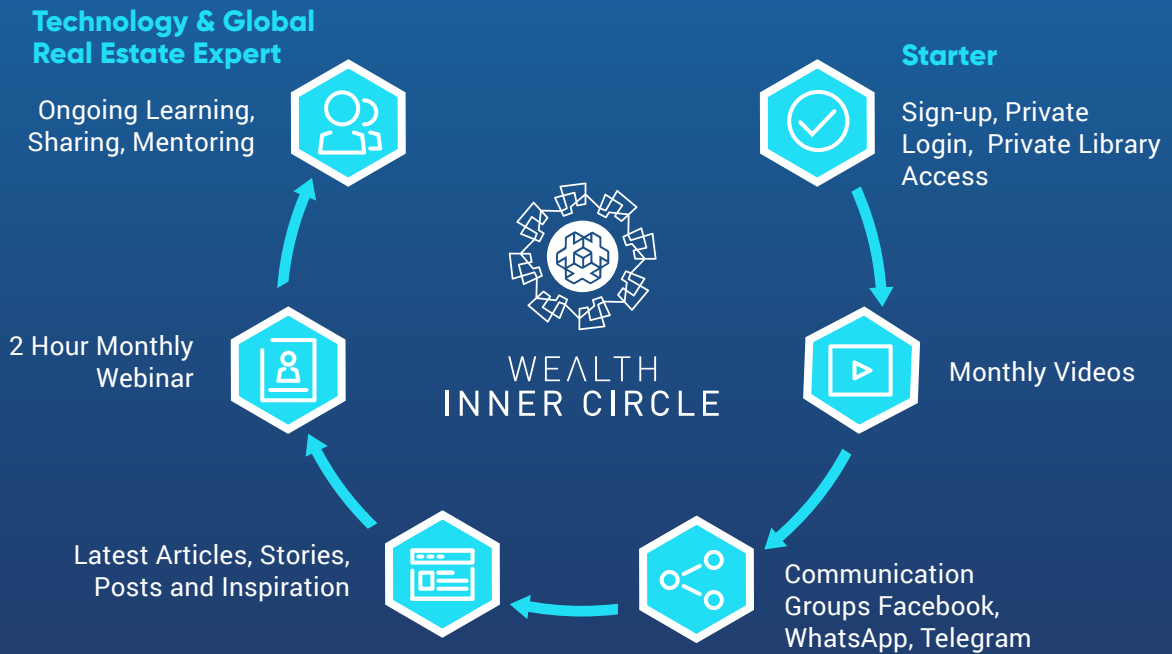 Technology & Global
Real Estate Expert
Ongoing Learning,
Sharing, Mentoring
Starter
Sign-up, Private
Login, Private Library
Access
WEALTH
INNER CIRCLE
2 Hour Monthly
Webinar
Monthly Videos
Latest Articles, Stories,
Posts and Inspiration
Communication
Groups Facebook,
WhatsApp, Telegram